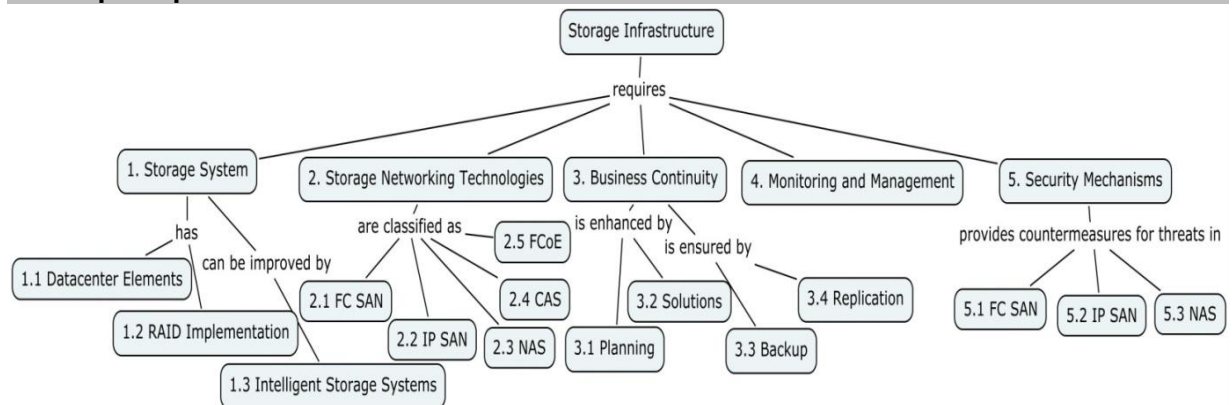 Storage Infrastructure
requires
1. Storage System
2. Storage Networking Technologies
3. Business Continuity
4. Monitoring and Management
5. Security Mechanisms
has
can be improved by
1.1 Datacenter Elements
1.2 RAID Implementation
1.3 Intelligent Storage Systems
are classified as
2.5 FCoE
2.1 FC SAN
2.2 IP SAN
2.3 NAS
2.4 CAS
is enhanced by
is ensured by
3.1 Planning
3.2 Solutions
3.3 Backup
3.4 Replication
provides countermeasures for threats in
5.1 FC SAN
5.2 IP SAN
5.3 NAS